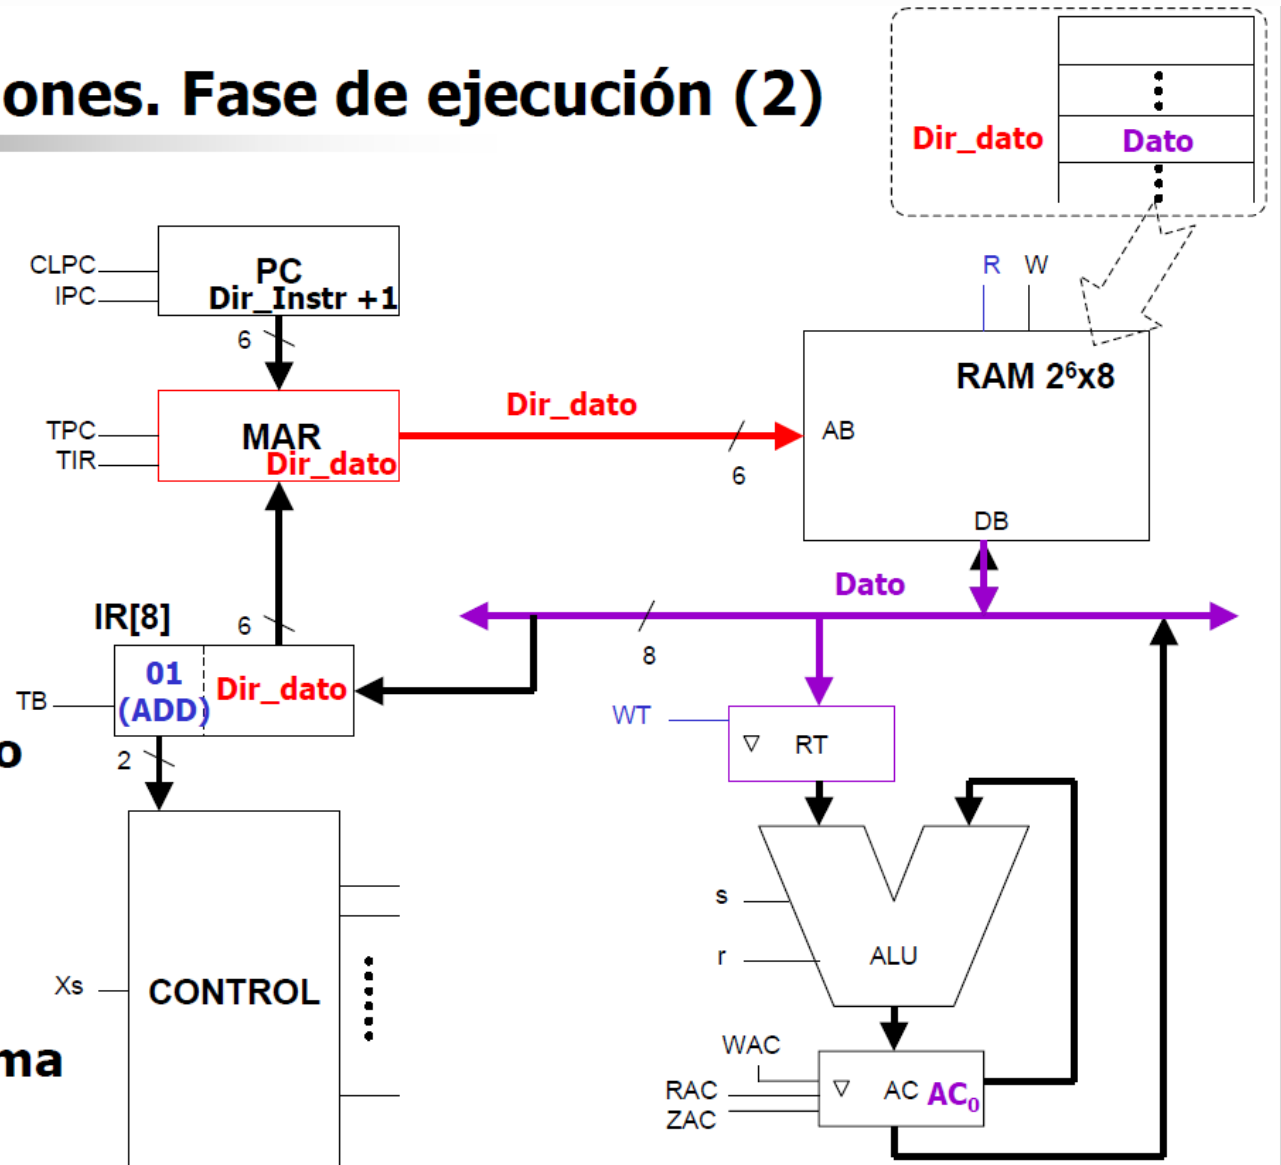 ones. Fase de ejecución (2)
Dir_dato
Dato
CLPC
IPC
PC
Dir_Instr +1
6
R W
RAM 2⁶x8
TPC
TIR
MAR
Dir_dato
Dir_dato
6
AB
DB
Dato
8
IR[8]
6
TB
01
(ADD)
Dir_dato
o
2
WT
RT
s
r
ALU
Xs
CONTROL
ma
WAC
RAC
ZAC
AC AC₀